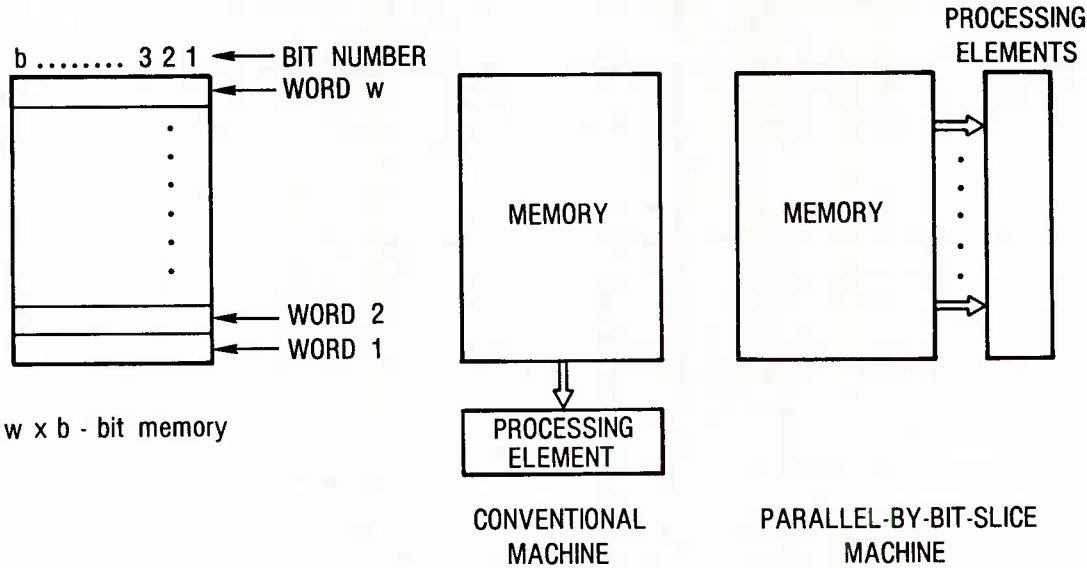 b ........ 3 2 1
BIT NUMBER
WORD w
WORD 2
WORD 1
w x b - bit memory
MEMORY
PROCESSING
ELEMENT
CONVENTIONAL
MACHINE
PROCESSING
ELEMENTS
MEMORY
PARALLEL-BY-BIT-SLICE
MACHINE